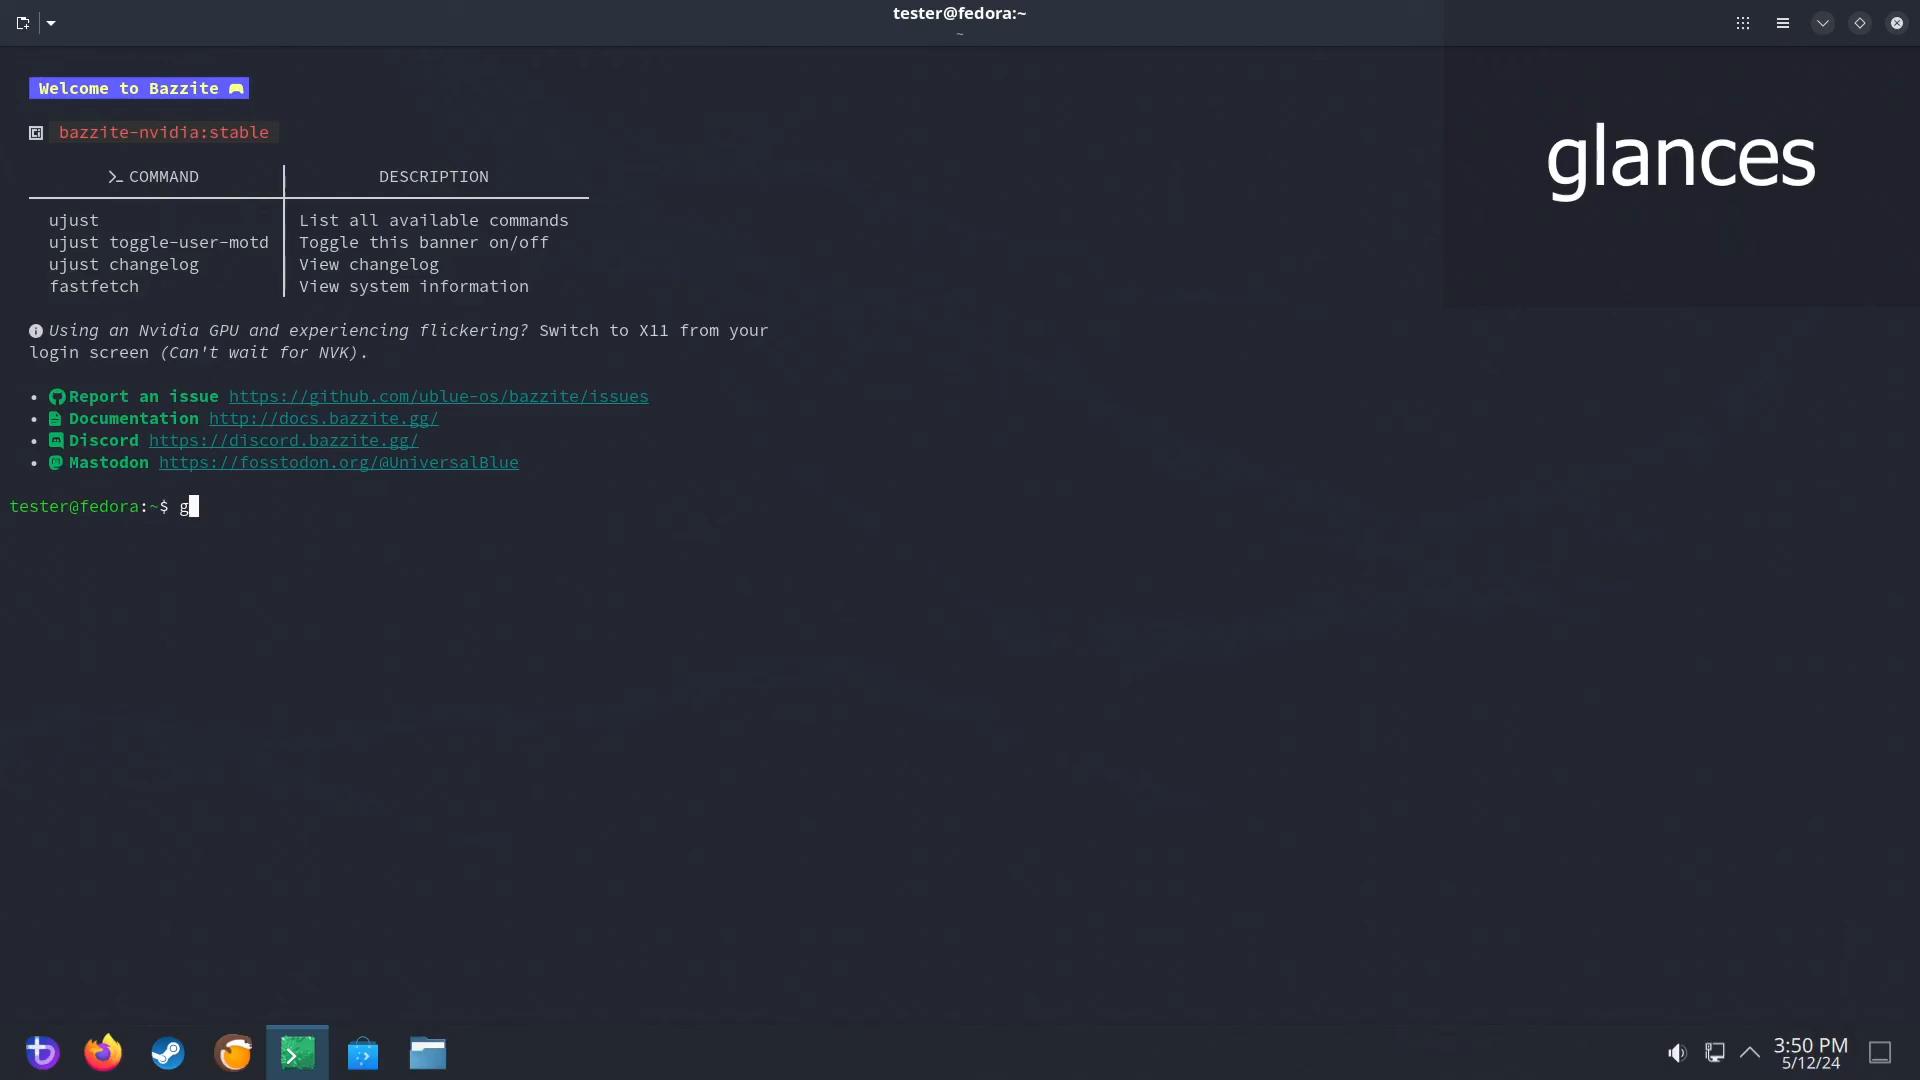 tester@fedora:~
~
glances
Welcome to Bazzite
bazzite-nvidia:stable
COMMAND DESCRIPTION
ujust List all available commands
ujust toggle-user-motd Toggle this banner on/off
ujust changelog View changelog
fastfetch View system information
Using an Nvidia GPU and experiencing flickering? Switch to X11 from your
login screen (Can't wait for NVK).
• Report an issue https://github.com/ublue-os/bazzite/issues
• Documentation http://docs.bazzite.gg/
• Discord https://discord.bazzite.gg/
• Mastodon https://fosstodon.org/@UniversalBlue
tester@fedora:~$ g
3:50 PM
5/12/24